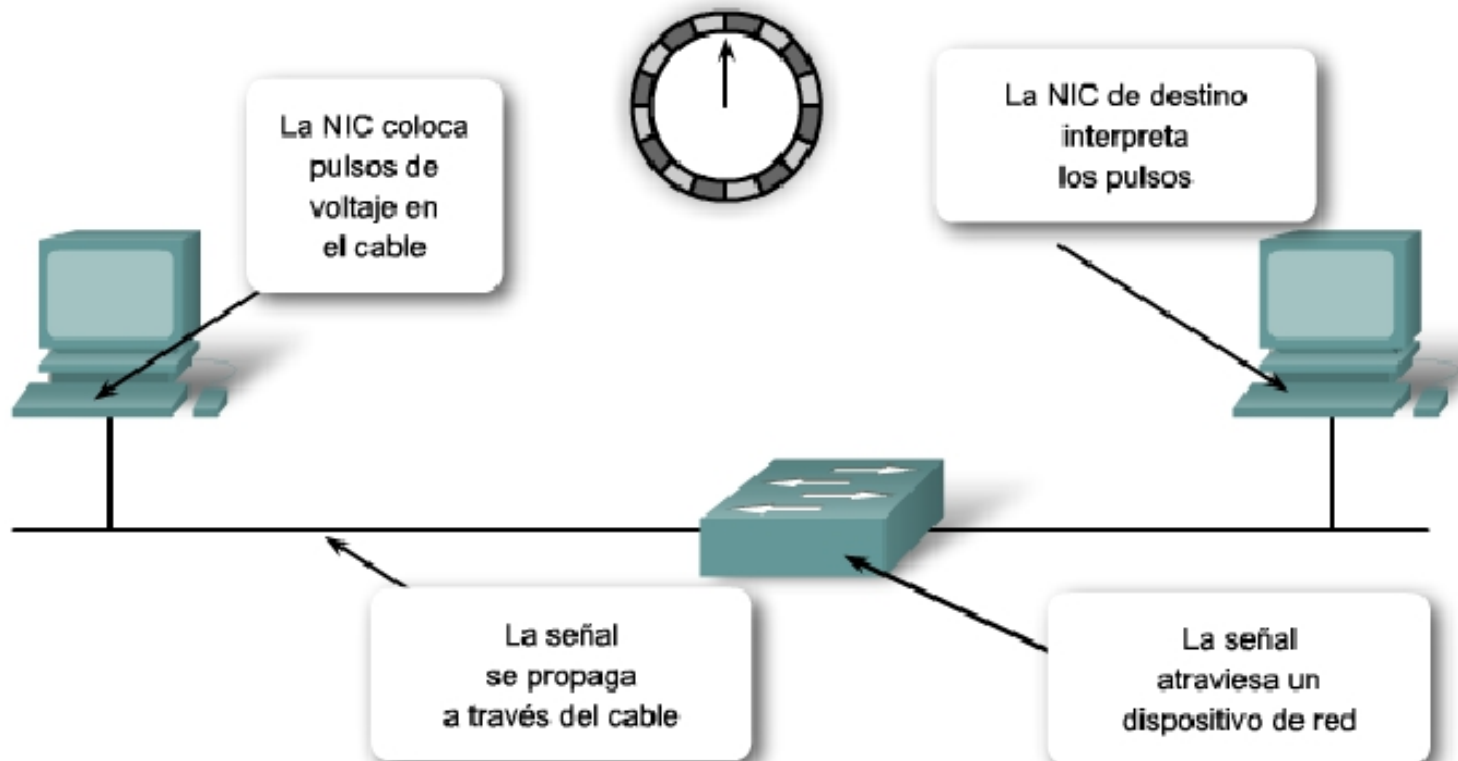 La NIC coloca
pulsos de
voltaje en
el cable
La NIC de destino
interpreta
los pulsos
La señal
se propaga
a través del cable
La señal
atraviesa un
dispositivo de red